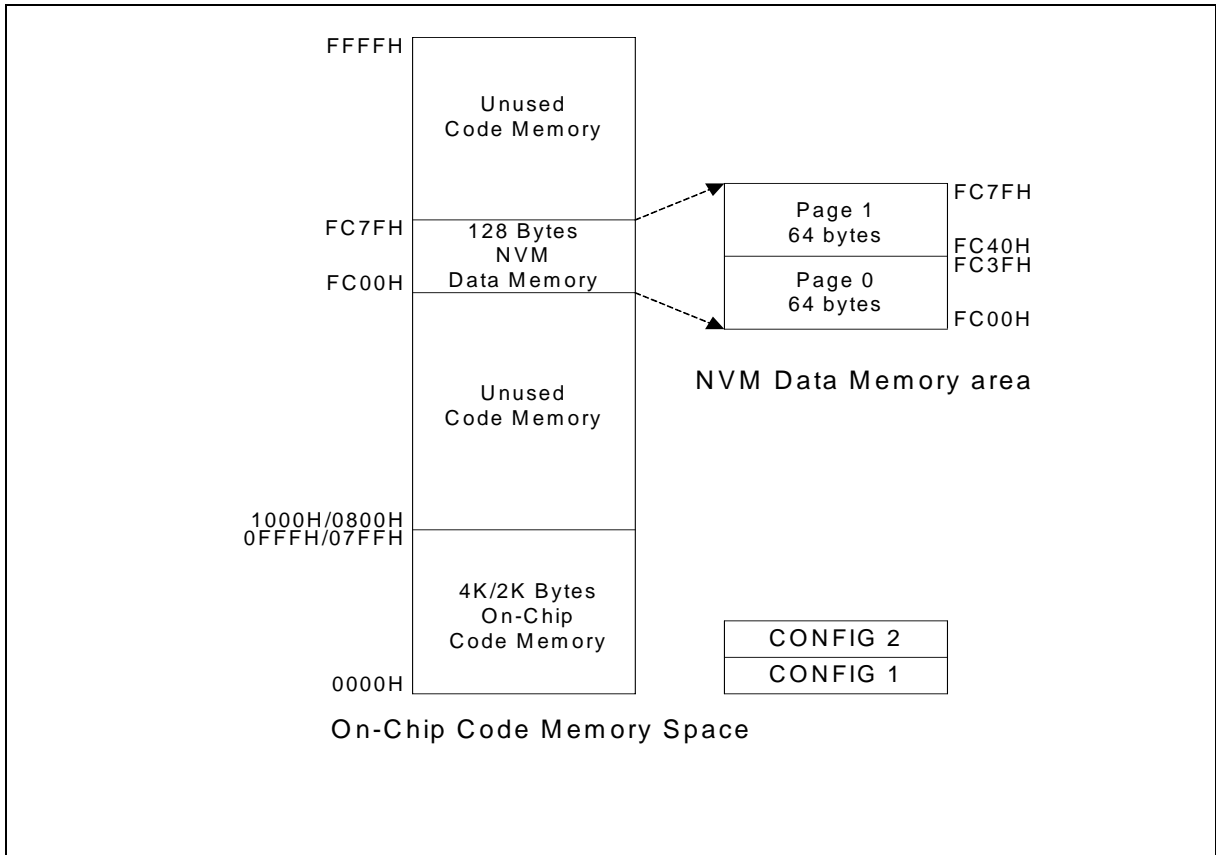 FFFFH
Unused
Code Memory
FC7FH
128 Bytes
NVM
Data Memory
FC00H
Unused
Code Memory
1000H/0800H
0FFFH/07FFH
4K/2K Bytes
On-Chip
Code Memory
0000H
On-Chip Code Memory Space
FC7FH
Page 1
64 bytes
FC40H
FC3FH
Page 0
64 bytes
FC00H
NVM Data Memory area
CONFIG 2
CONFIG 1